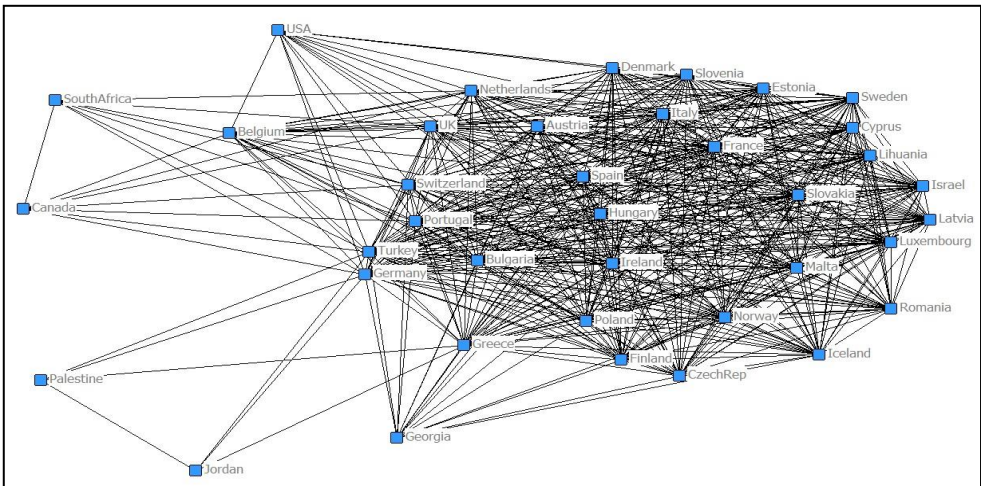 USA
Denmark
Slovenia
Netherlands
Estonia
SouthAfrica
Sweden
Belgium
UK
Austria
Italy
Cyprus
France
Lihuania
Switzerland
Spain
Slovakia
Israel
Canada
Portugal
Hungary
Latvia
Luxembourg
Turkey
Bulgaria
Ireland
Malta
Germany
Romania
Poland
Norway
Greece
Finland
Iceland
Palestine
CzechRep
Georgia
Jordan